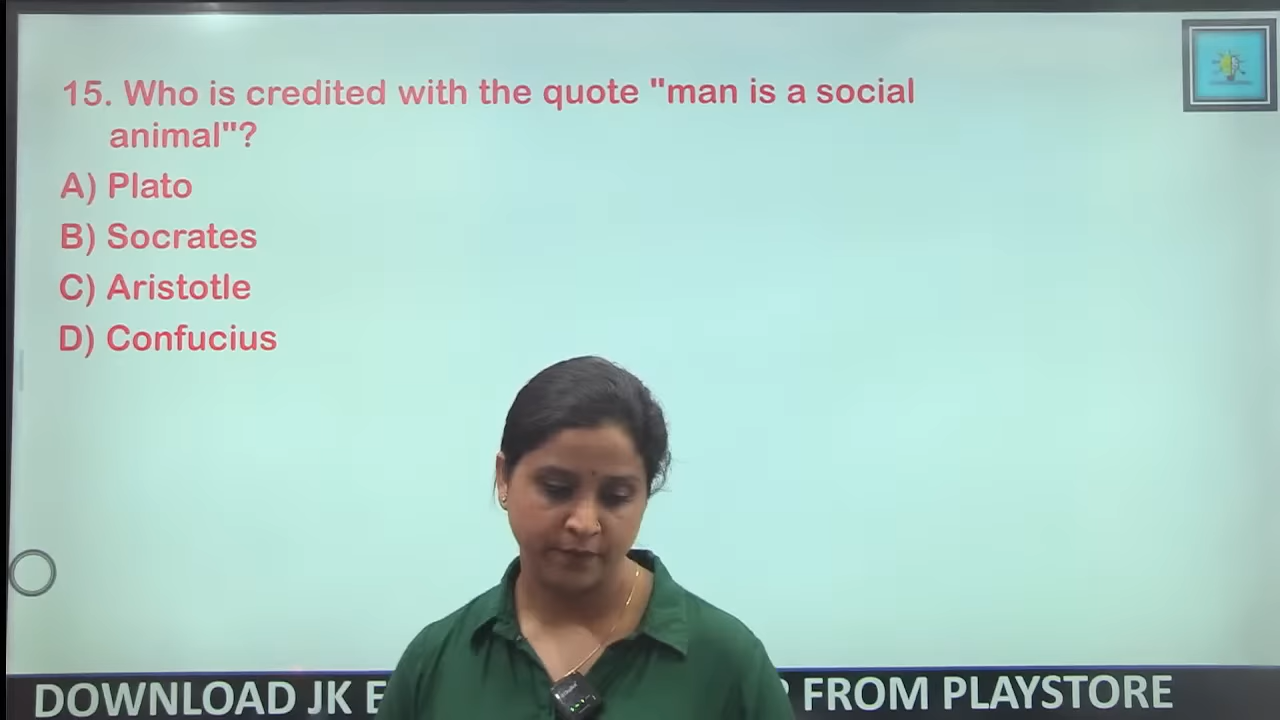 15. Who is credited with the quote "man is a social
animal"?
A) Plato
B) Socrates
C) Aristotle
D) Confucius
DOWNLOAD JK E FROM PLAYSTORE